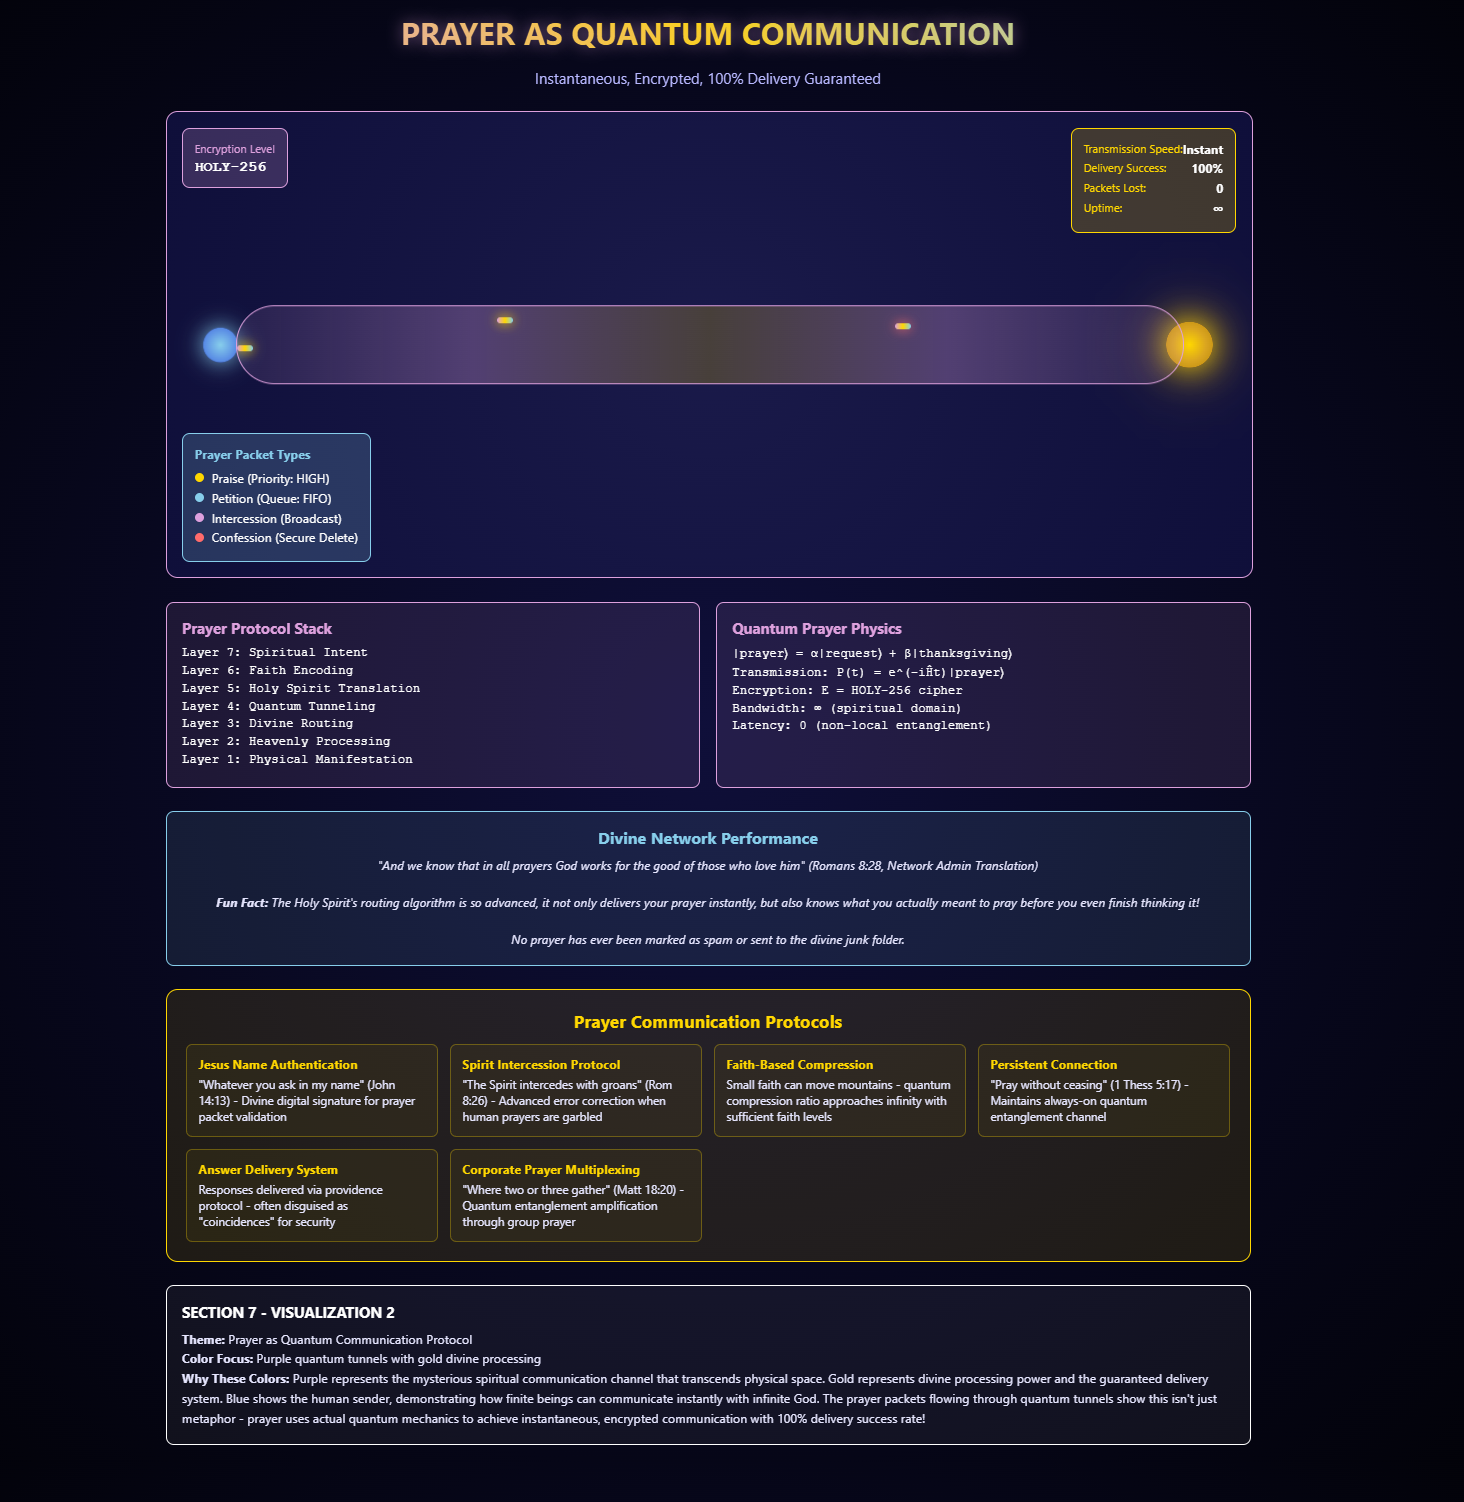 PRAYER AS QUANTUM COMMUNICATION
Instantaneous, Encrypted, 100% Delivery Guaranteed
Encryption Level
HOLY-256
Transmission Speed: Instant
Delivery Success: 100%
Packets Lost: 0
Uptime: ∞
Prayer Packet Types
Praise (Priority: HIGH)
Petition (Queue: FIFO)
Intercession (Broadcast)
Confession (Secure Delete)
Prayer Protocol Stack
Layer 7: Spiritual Intent
Layer 6: Faith Encoding
Layer 5: Holy Spirit Translation
Layer 4: Quantum Tunneling
Layer 3: Divine Routing
Layer 2: Heavenly Processing
Layer 1: Physical Manifestation
Quantum Prayer Physics
|prayer⟩ = α|request⟩ + β|thanksgiving⟩
Transmission: P(t) = e^(-iĤt)|prayer⟩
Encryption: E = HOLY-256 cipher
Bandwidth: ∞ (spiritual domain)
Latency: 0 (non-local entanglement)
Divine Network Performance
"And we know that in all prayers God works for the good of those who love him" (Romans 8:28, Network Admin Translation)
Fun Fact: The Holy Spirit's routing algorithm is so advanced, it not only delivers your prayer instantly, but also knows what you actually meant to pray before you even finish thinking it!
No prayer has ever been marked as spam or sent to the divine junk folder.
Prayer Communication Protocols
Jesus Name Authentication
"Whatever you ask in my name" (John
14:13) - Divine digital signature for prayer
packet validation
Spirit Intercession Protocol
"The Spirit intercedes with groans" (Rom
8:26) - Advanced error correction when
human prayers are garbled
Faith-Based Compression
Small faith can move mountains - quantum
compression ratio approaches infinity with
sufficient faith levels
Persistent Connection
"Pray without ceasing" (1 Thess 5:17) -
Maintains always-on quantum
entanglement channel
Answer Delivery System
Responses delivered via providence
protocol - often disguised as
"coincidences" for security
Corporate Prayer Multiplexing
"Where two or three gather" (Matt 18:20) -
Quantum entanglement amplification
through group prayer
SECTION 7 - VISUALIZATION 2
Theme: Prayer as Quantum Communication Protocol
Color Focus: Purple quantum tunnels with gold divine processing
Why These Colors: Purple represents the mysterious spiritual communication channel that transcends physical space. Gold represents divine processing power and the guaranteed delivery
system. Blue shows the human sender, demonstrating how finite beings can communicate instantly with infinite God. The prayer packets flowing through quantum tunnels show this isn't just
metaphor - prayer uses actual quantum mechanics to achieve instantaneous, encrypted communication with 100% delivery success rate!